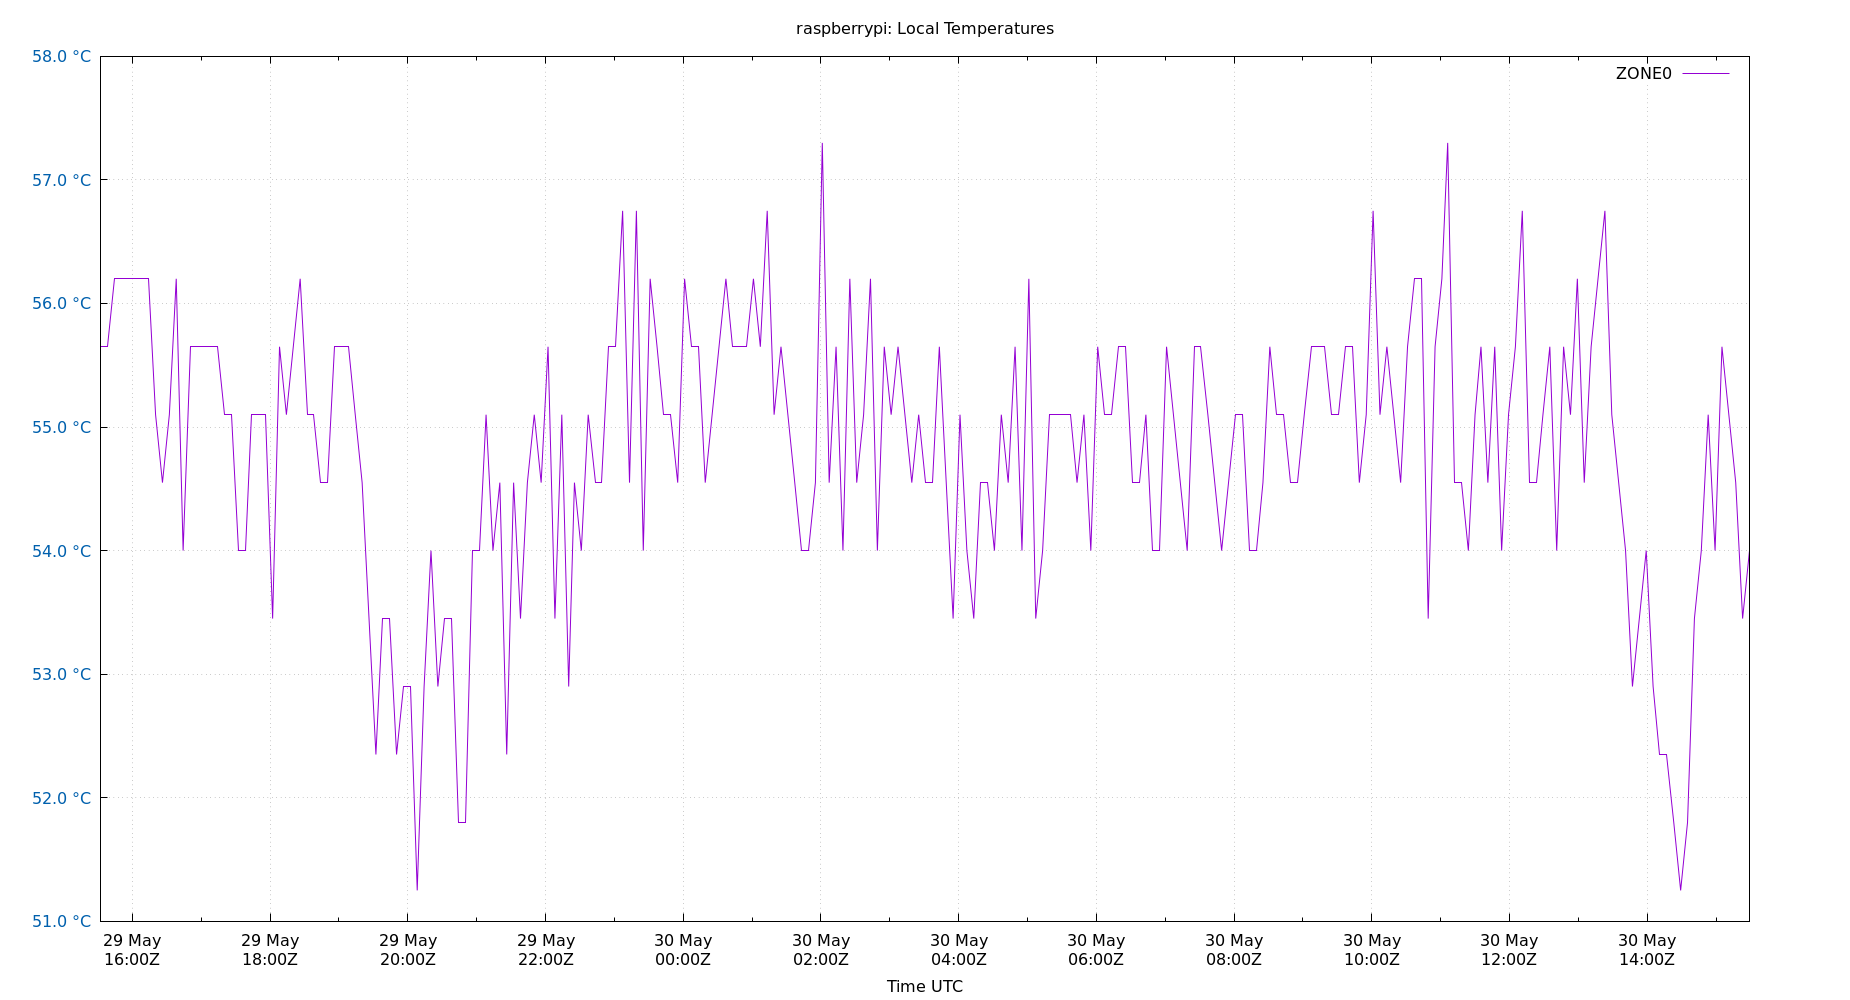 raspberrypi: Local Temperatures
58.0 °C
57.0 °C
56.0 °C
55.0 °C
54.0 °C
53.0 °C
52.0 °C
51.0 °C
ZONE0
29 May 29 May 29 May 29 May 30 May 30 May 30 May 30 May 30 May 30 May 30 May 30 May
16:00Z 18:00Z 20:00Z 22:00Z 00:00Z 02:00Z 04:00Z 06:00Z 08:00Z 10:00Z 12:00Z 14:00Z
Time UTC